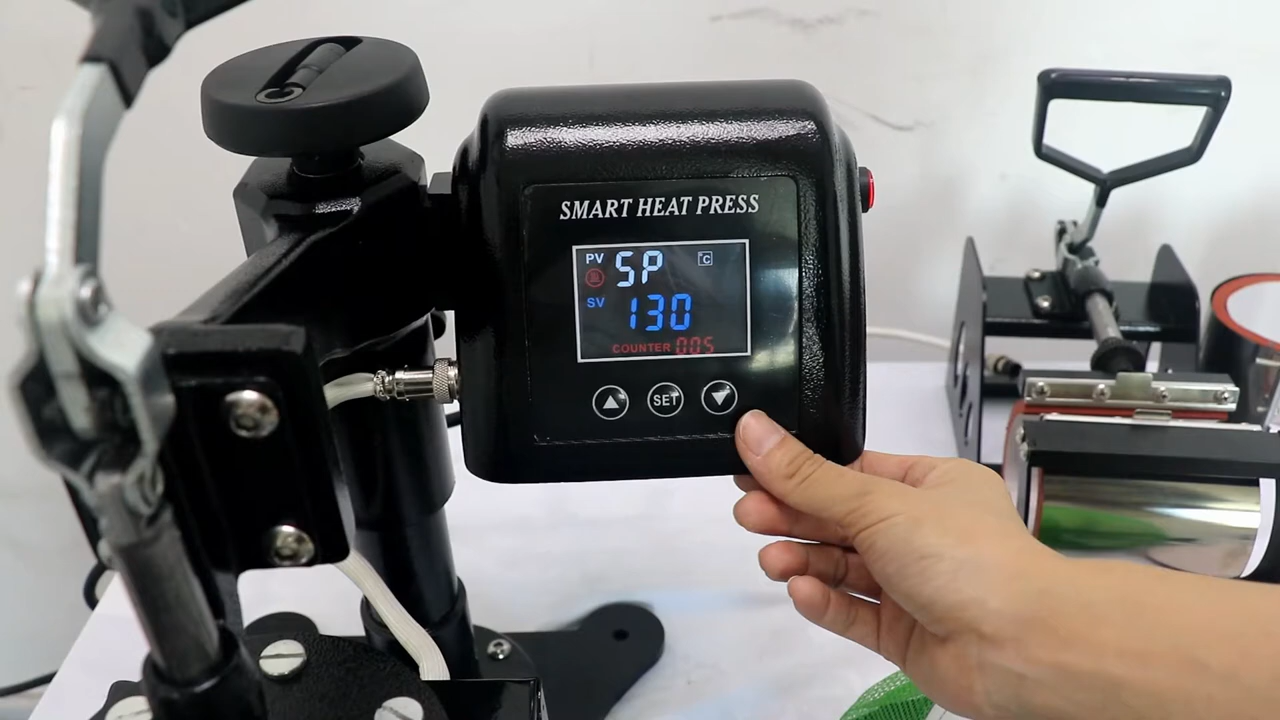 SMART HEAT PRESS
PV SP °C
SV 130
COUNTER 005
SET